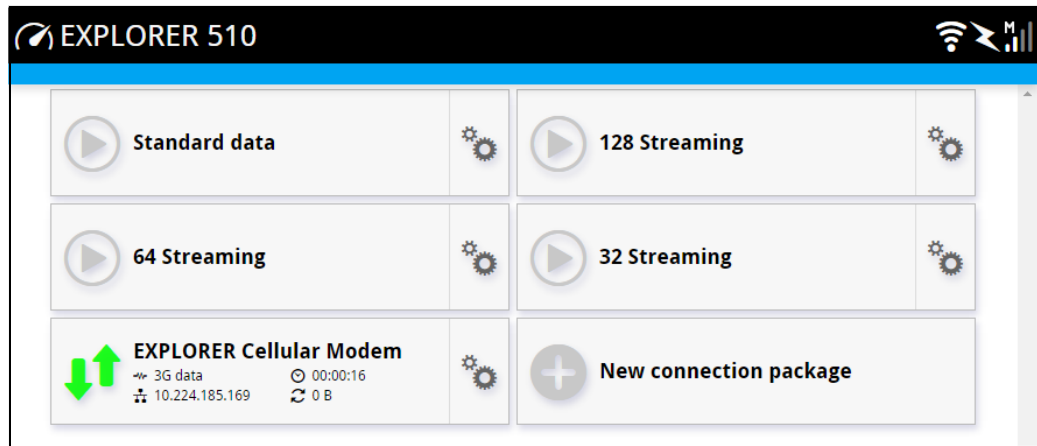 EXPLORER 510
M
Standard data
128 Streaming
64 Streaming
32 Streaming
EXPLORER Cellular Modem
3G data 00:00:16
10.224.185.169 0 B
New connection package